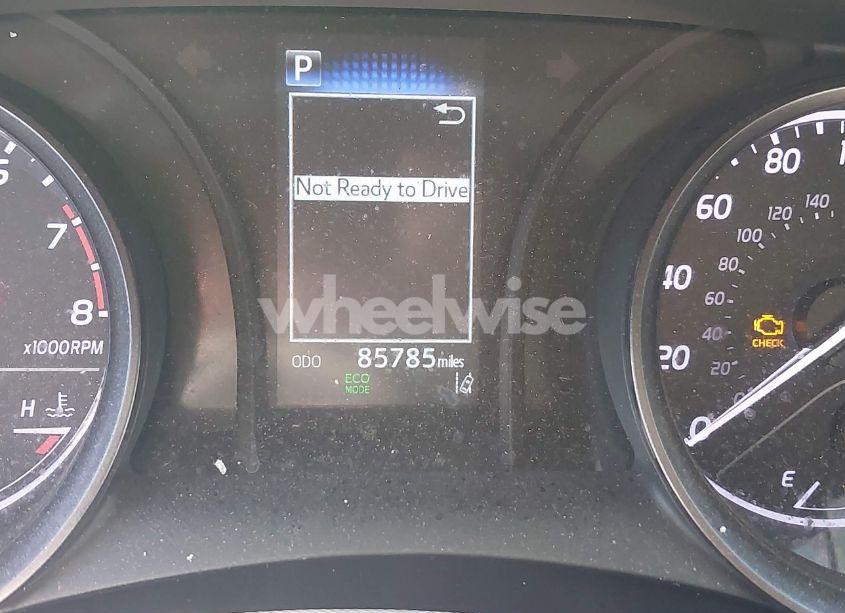 P
Not Ready to Drive
wheelwise
ODO 85785 miles
ECO
MODE
7
8
x1000RPM
H
80
60
40
20
0
140
120
100
80
60
40
20
CHECK
E